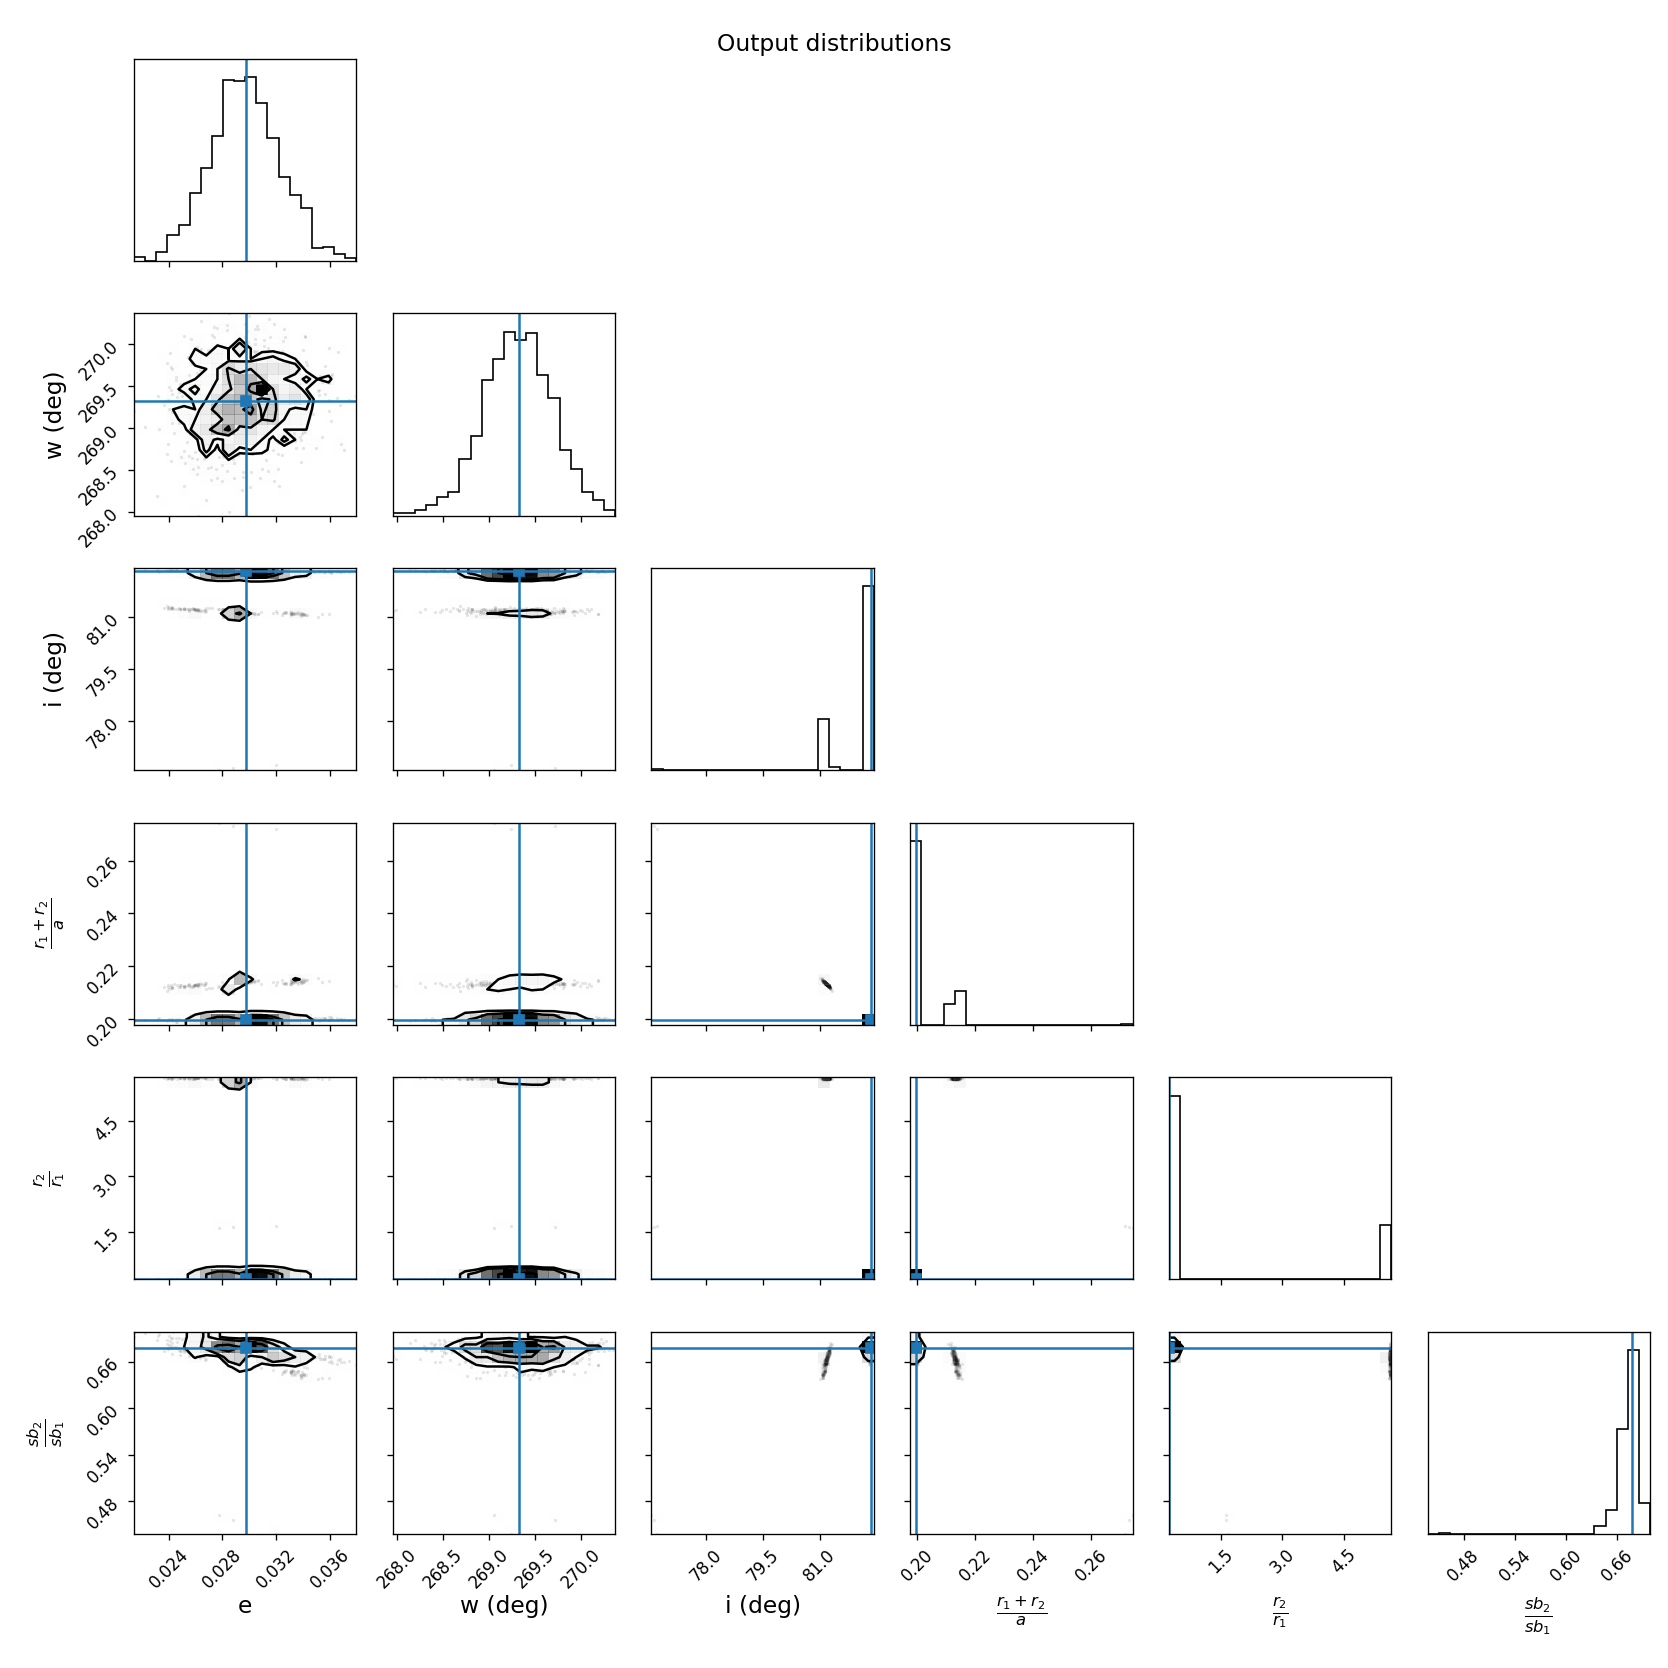 Output distributions
w (deg)
270.0
269.5
269.0
268.5
268.0
i (deg)
81.0
79.5
78.0
r₁ + r₂
a
0.26
0.24
0.22
0.20
r₂
r₁
4.5
3.0
1.5
sb₂
sb₁
0.66
0.60
0.54
0.48
0.024 0.028 0.032 0.036
268.0 268.5 269.0 269.5 270.0
78.0 79.5 81.0
0.20 0.22 0.24 0.26
1.5 3.0 4.5
0.48 0.54 0.60 0.66
e
w (deg)
i (deg)
r₁ + r₂
a
r₂
r₁
sb₂
sb₁